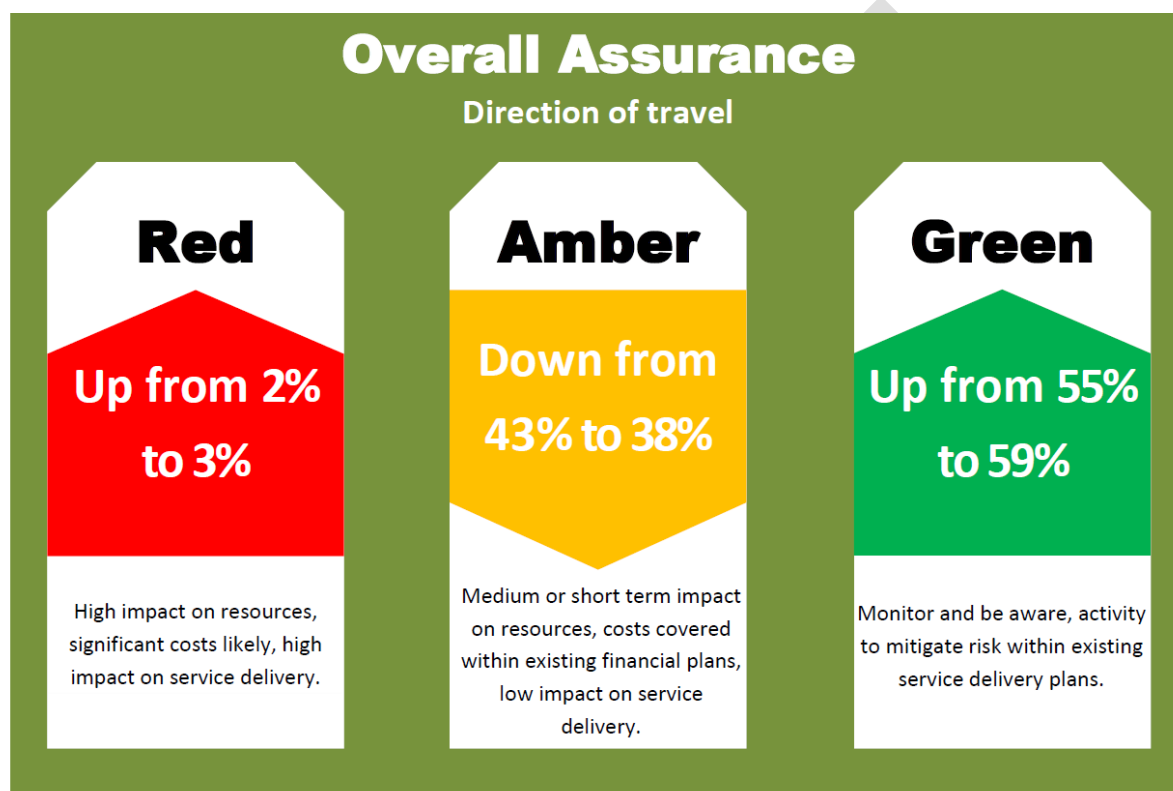 Overall Assurance
Direction of travel
Red
Up from 2%
to 3%
High impact on resources,
significant costs likely, high
impact on service delivery.
Amber
Down from
43% to 38%
Medium or short term impact
on resources, costs covered
within existing financial plans,
low impact on service
delivery.
Green
Up from 55%
to 59%
Monitor and be aware, activity
to mitigate risk within existing
service delivery plans.